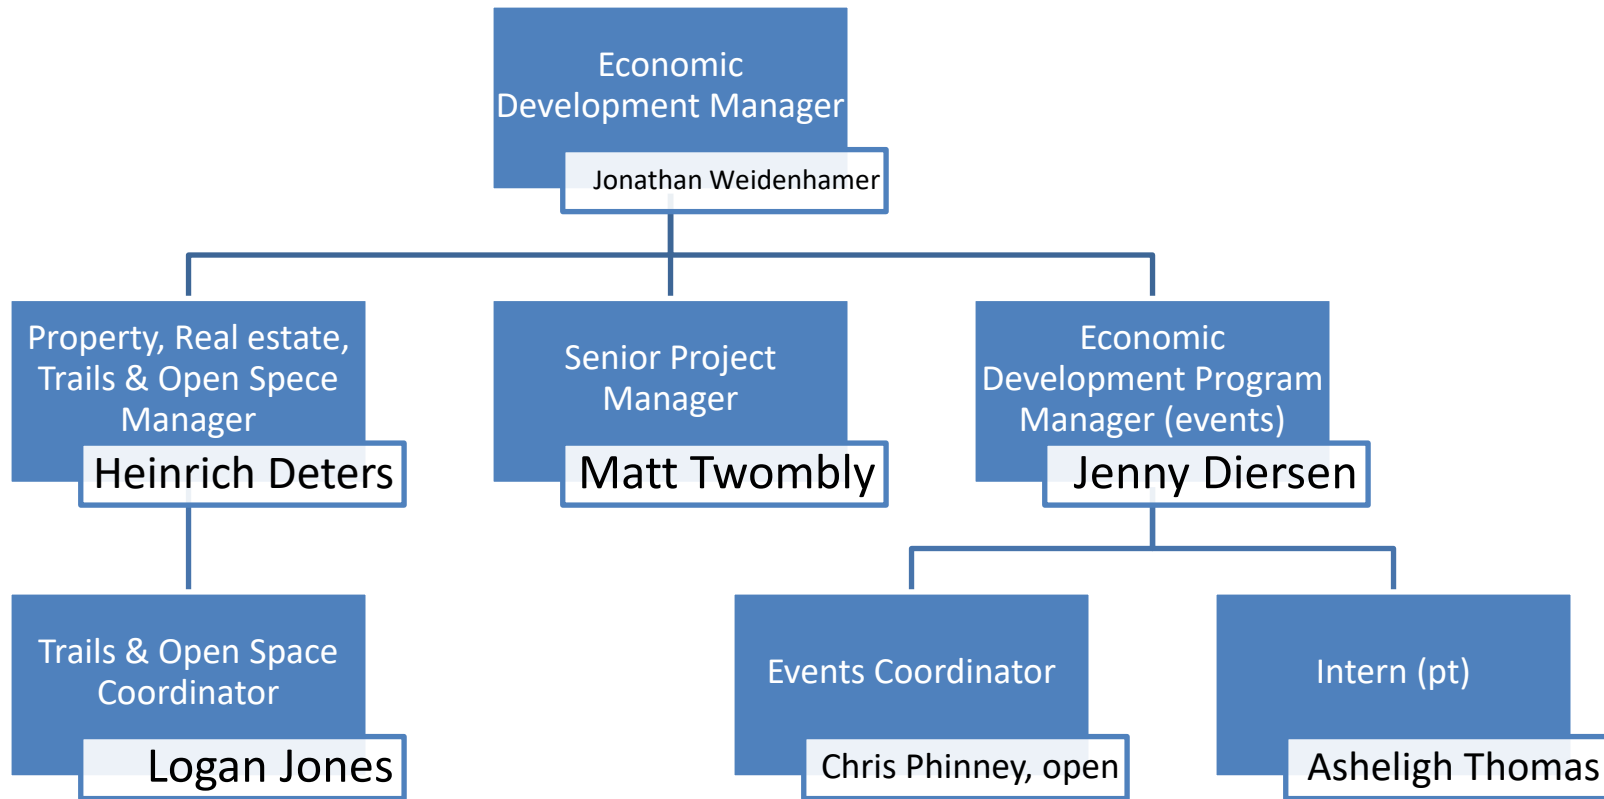 Economic
Development Manager
Jonathan Weidenhamer
Property, Real estate,
Trails & Open Spece
Manager
Heinrich Deters
Senior Project
Manager
Matt Twombly
Economic
Development Program
Manager (events)
Jenny Diersen
Trails & Open Space
Coordinator
Logan Jones
Events Coordinator
Chris Phinney, open
Intern (pt)
Asheligh Thomas